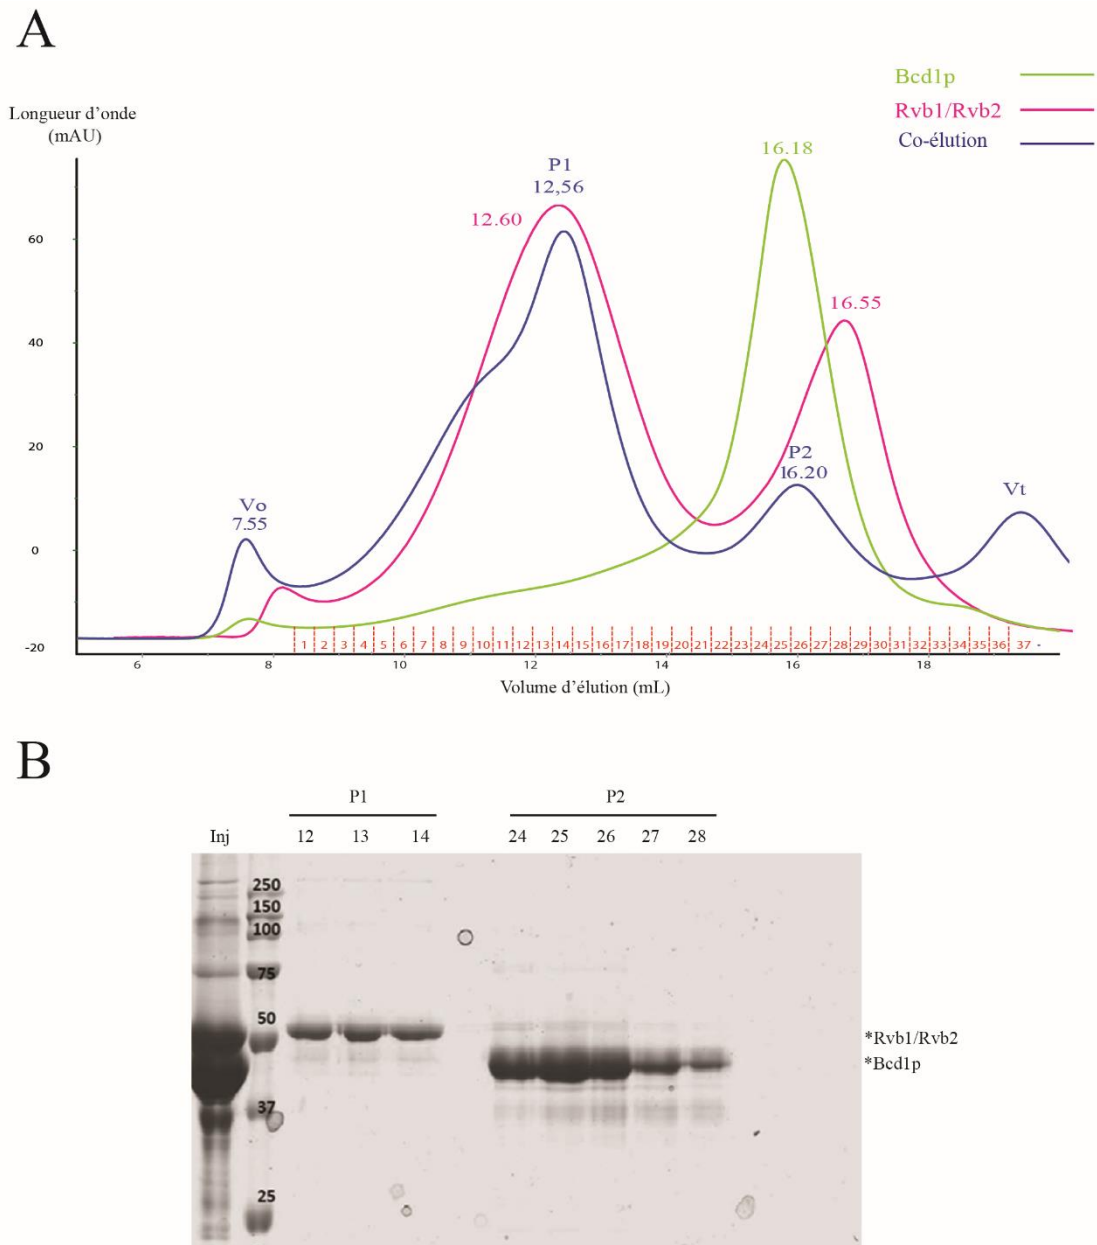 A
Longueur d’onde
(mAU)
Bcd1p
Rvb1/Rvb2
Co-élution
P1
12,56
12.60
16.18
16.55
P2
16.20
Vo
7.55
Vt
60
40
20
0
-20
1 2 3 4 5 6 7 8 9 10 11 12 13 14 15 16 17 18 19 20 21 22 23 24 25 26 27 28 29 30 31 32 33 34 35 36 37 -
6 8 10 12 14 16 18
Volume d’élution (mL)
B
P1 P2
Inj 12 13 14 24 25 26 27 28
250
150
100
75
50
*Rvb1/Rvb2
*Bcd1p
37
25